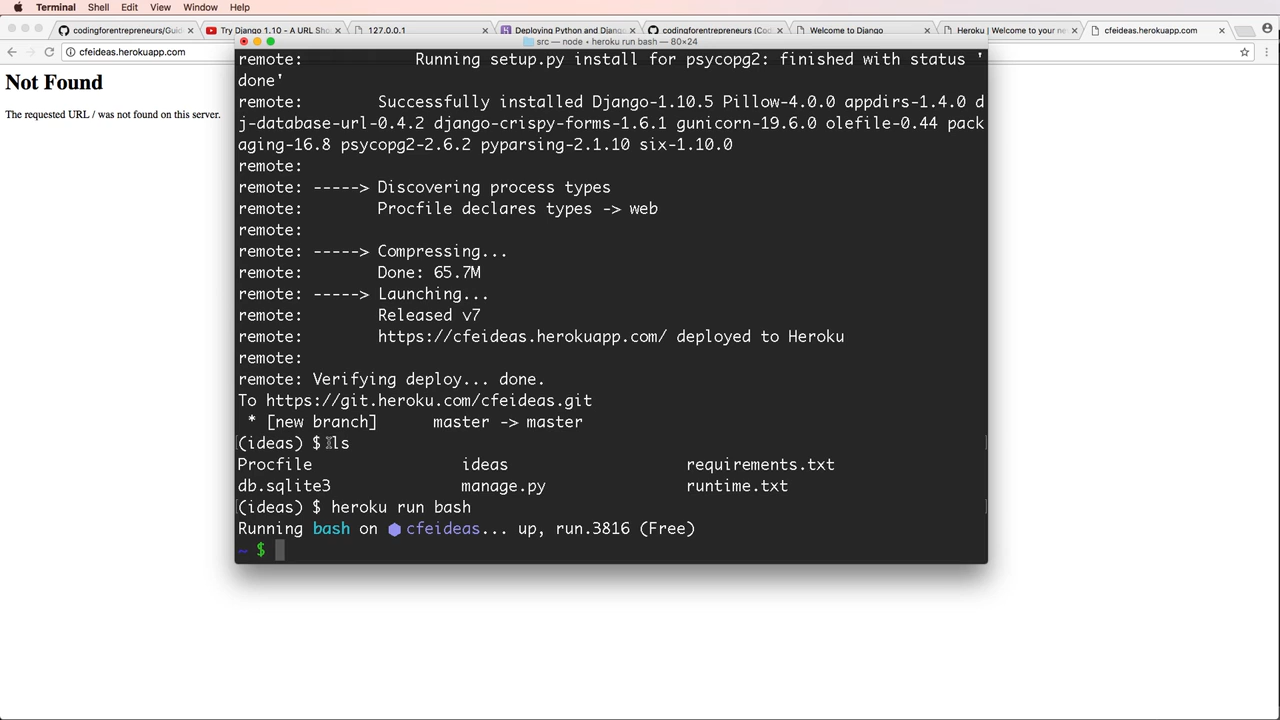 Terminal Shell Edit View Window Help
codingforentrepreneurs/Guid
Try Django 1.10 - A URL Sho
127.0.0.1
Deploying Python and Djang
codingforentrepreneurs (Cod
Welcome to Django
Heroku | Welcome to your ne
cfeideas.herokuapp.com
cfeideas.herokuapp.com
src — node • heroku run bash — 80×24
Not Found
The requested URL / was not found on this server.
remote:            Running setup.py install for psycopg2: finished with status '
done'
remote:        Successfully installed Django-1.10.5 Pillow-4.0.0 appdirs-1.4.0 d
j-database-url-0.4.2 django-crispy-forms-1.6.1 gunicorn-19.6.0 olefile-0.44 pack
aging-16.8 psycopg2-2.6.2 pyparsing-2.1.10 six-1.10.0
remote:
remote: -----> Discovering process types
remote:        Procfile declares types -> web
remote:
remote: -----> Compressing...
remote:        Done: 65.7M
remote: -----> Launching...
remote:        Released v7
remote:        https://cfeideas.herokuapp.com/ deployed to Heroku
remote:
remote: Verifying deploy... done.
To https://git.heroku.com/cfeideas.git
 * [new branch]      master -> master
(ideas) $ ls
Procfile                ideas                   requirements.txt
db.sqlite3              manage.py               runtime.txt
(ideas) $ heroku run bash
Running bash on ⬢ cfeideas... up, run.3816 (Free)
~ $